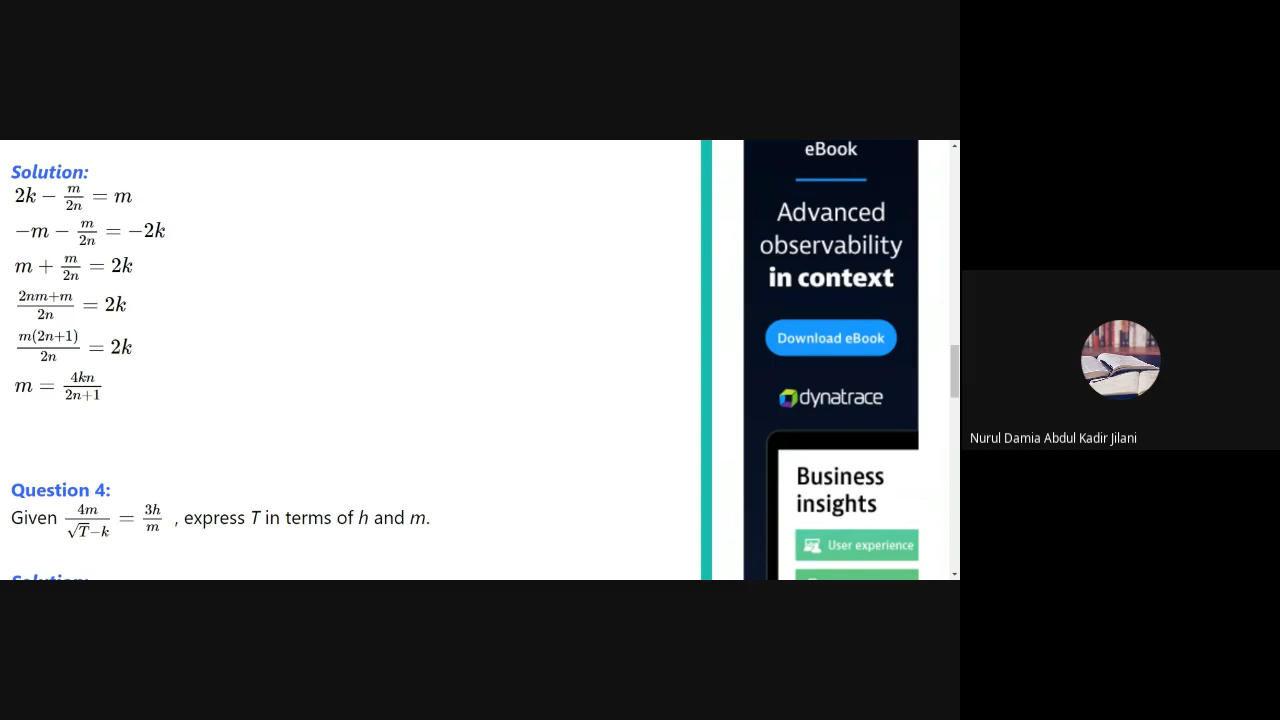 Solution:
2k − m/2n = m
−m − m/2n = −2k
m + m/2n = 2k
2nm+m/2n = 2k
m(2n+1)/2n = 2k
m = 4kn/2n+1
Question 4:
Given 4m/√T−k = 3h/m , express T in terms of h and m.
eBook
Advanced
observability
in context
Download eBook
dynatrace
Business
insights
User experience
Nurul Damia Abdul Kadir Jilani